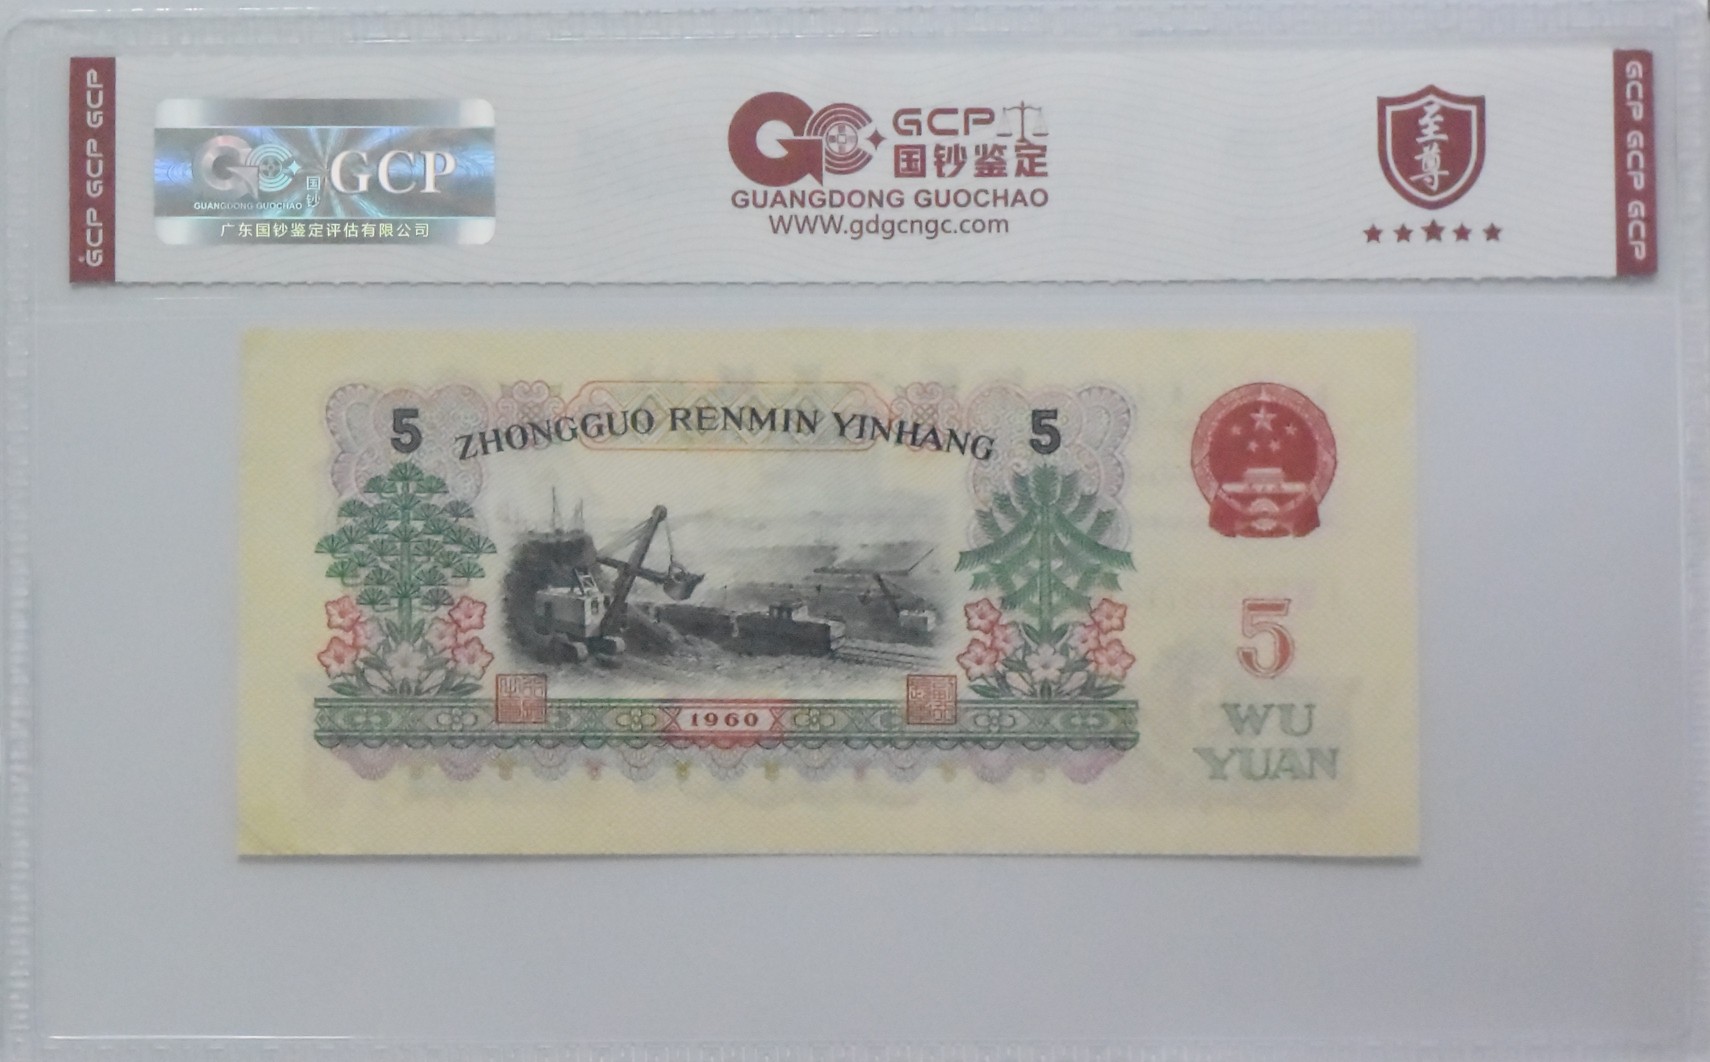 GCP GCP GCP
GUANGDONG GUOCHAO
国钞
GCP
广东国钞鉴定评估有限公司
GCP
国钞鉴定
GUANGDONG GUOCHAO
WWW.gdgcngc.com
至尊
GCP GCP GCP
5
ZHONGGUO RENMIN YINHANG
5
5
WU
YUAN
1960